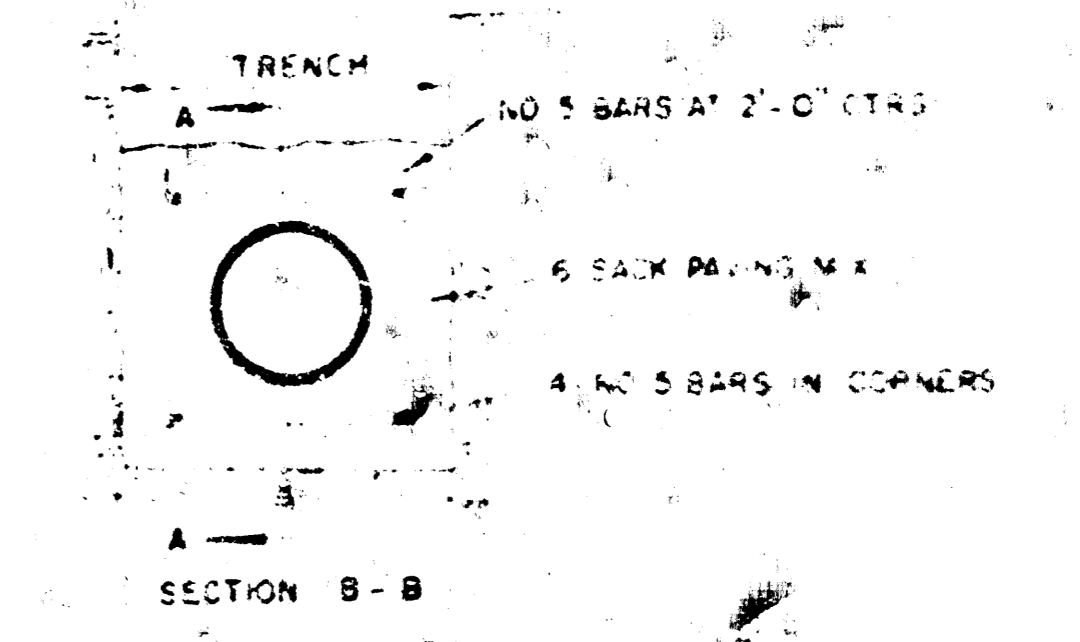 TRENCH
A
NO 5 BARS AT 2'-0" CTRS
6 SACK PAVING MIX
4 NO 5 BARS IN CORNERS
A
SECTION B-B